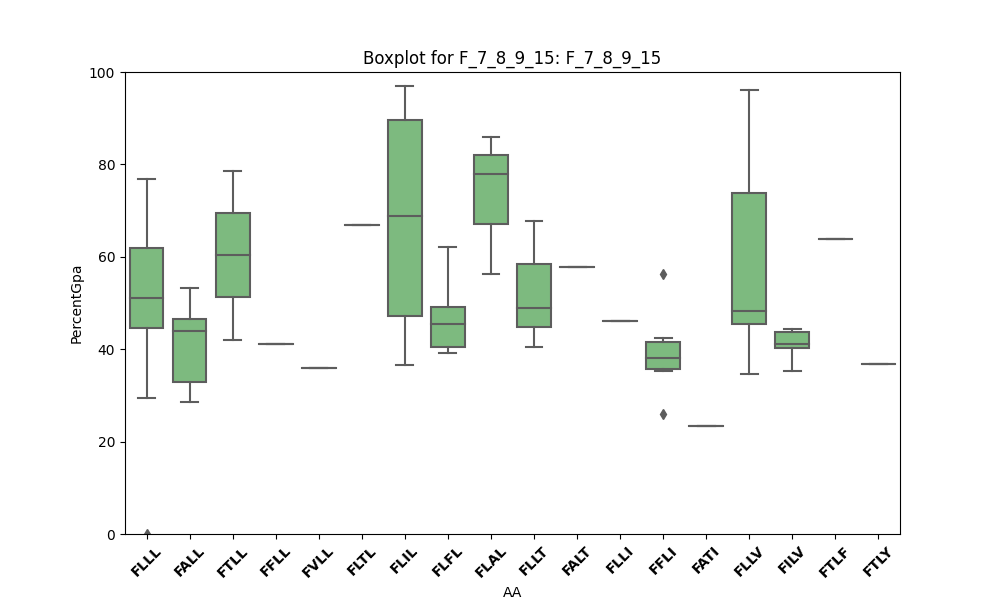 Boxplot for F_7_8_9_15: F_7_8_9_15
100
80
60
40
20
0
PercentGpa
FLLL FALL FTLL FFLL FVLL FLTL FLIL FLFL FLAL FLLT FALT FLLI FFLI FATI FLLV FILV FTLF FTLY
AA